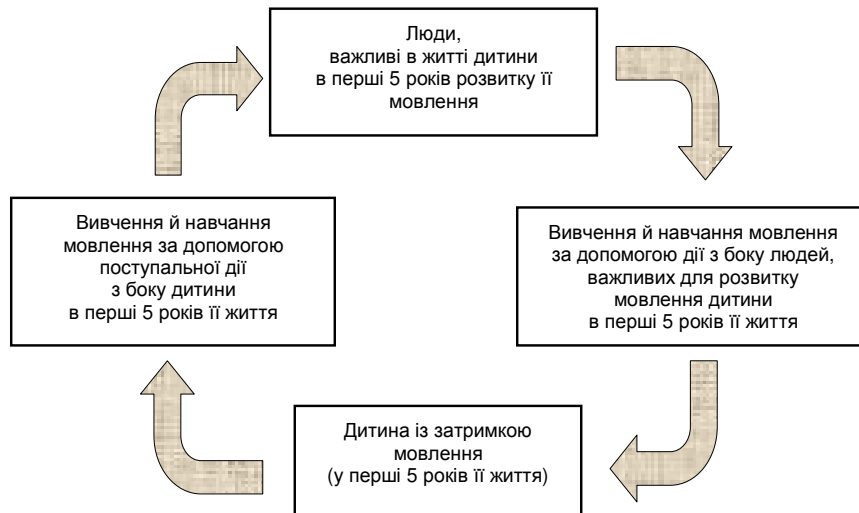 Люди,
важливі в житті дитини
в перші 5 років розвитку її
мовлення
Вивчення й навчання
мовлення за допомогою
поступальної дії
з боку дитини
в перші 5 років її життя
Вивчення й навчання мовлення
за допомогою дії з боку людей,
важливих для розвитку
мовлення дитини
в перші 5 років її життя
Дитина із затримкою
мовлення
(у перші 5 років її життя)